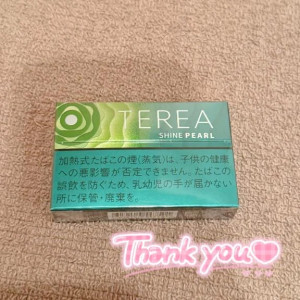 TEREA
SHINE PEARL
加熱式たばこの煙(蒸気)は、子供の健康
への悪影響が否定できません。たばこの
誤飲を防ぐため、乳幼児の手が届かない
所に保管・廃棄を。
Thank you